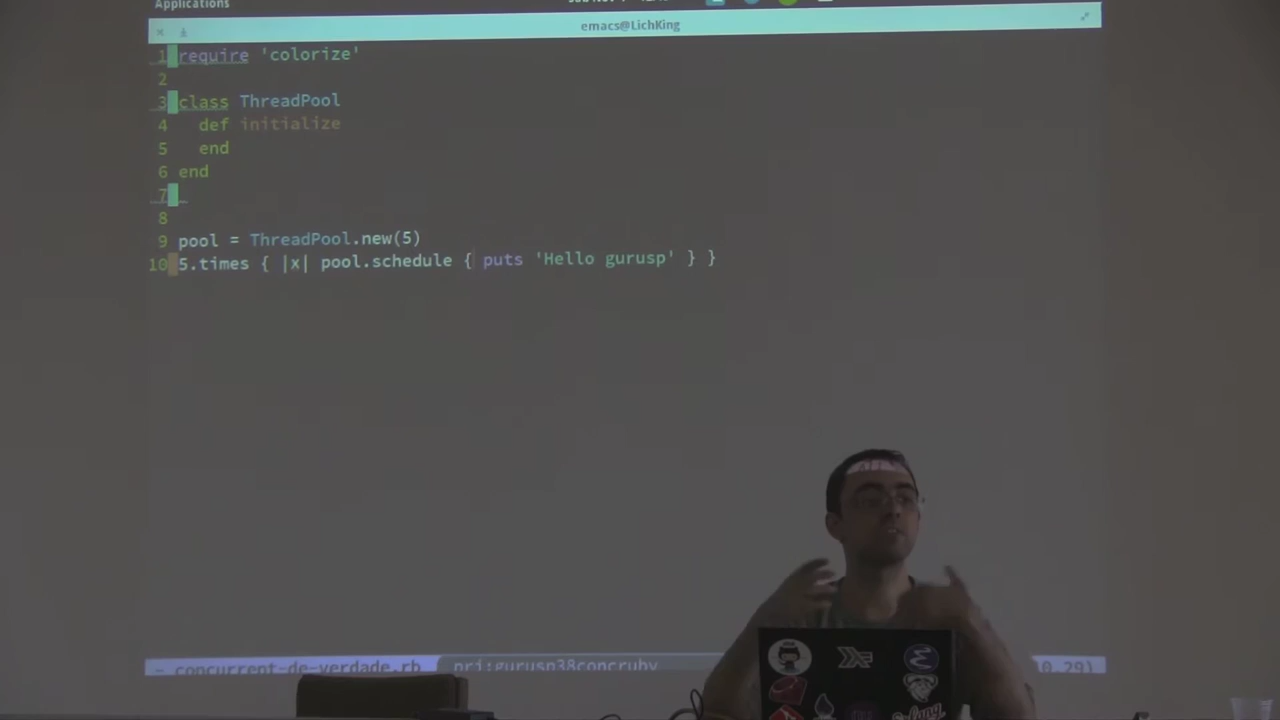 Applications
emacs@LichKing
1 require 'colorize'
2
3 class ThreadPool
4 def initialize
5 end
6 end
7
8
9 pool = ThreadPool.new(5)
10 5.times { |x| pool.schedule { puts 'Hello gurusp' } }
concurrent-de-verdade.rb pri:gurusp38concruby